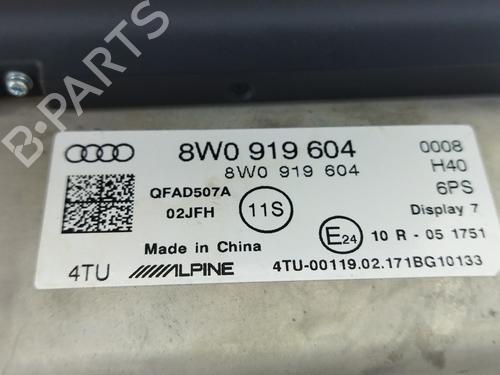 8W0 919 604
0008
8W0 919 604
H40
QFAD507A
6PS
02JFH
11S
Display 7
Made in China
E24
10 R - 05 1751
4TU
ALPINE
4TU-00119.02.171BG10133
B-PARTS